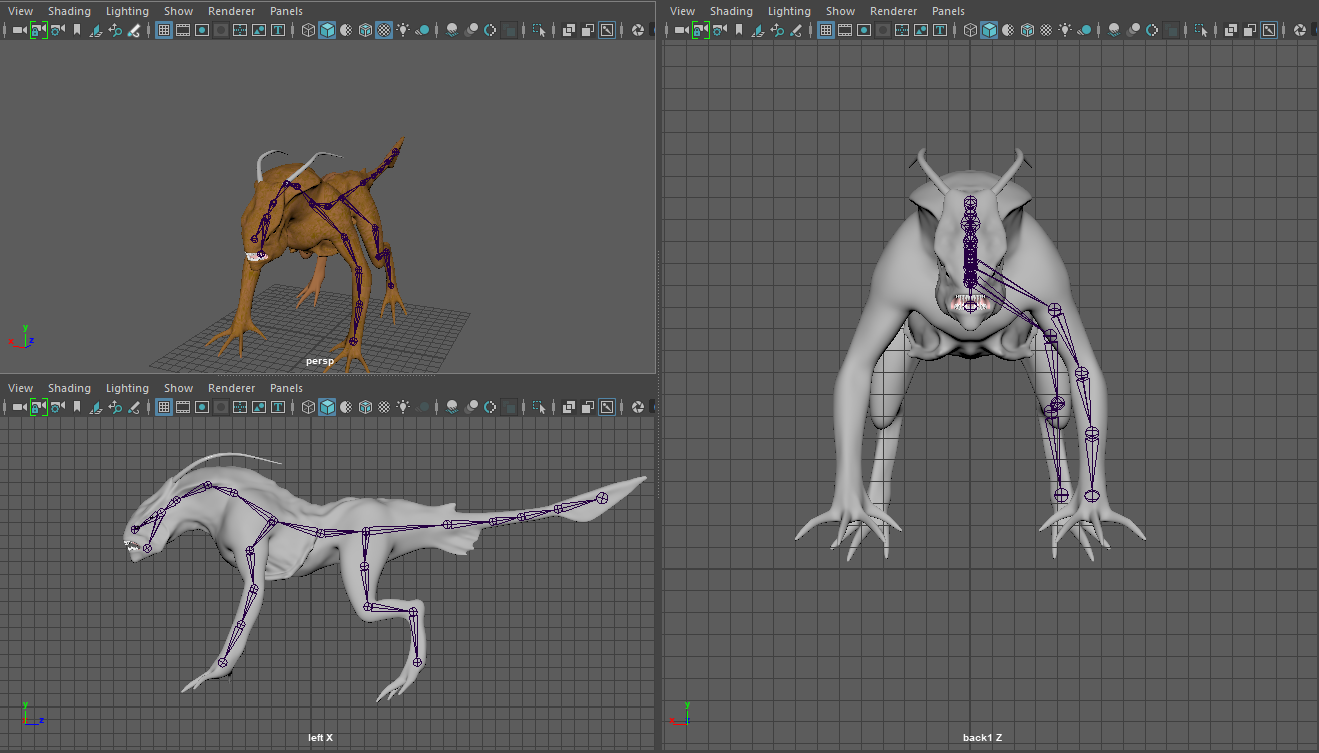 View Shading Lighting Show Renderer Panels
y
x z
persp
View Shading Lighting Show Renderer Panels
y
z
left X
View Shading Lighting Show Renderer Panels
y
back1 Z